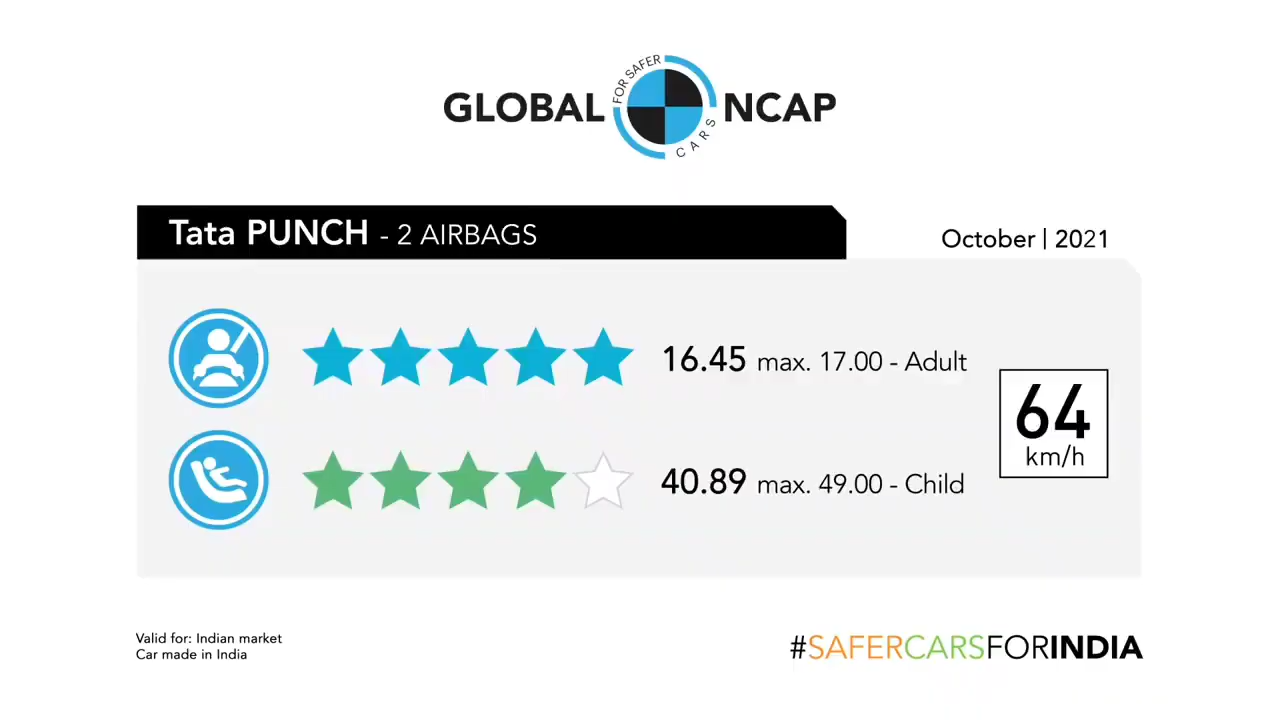 GLOBAL FOR SAFER CARS NCAP
Tata PUNCH - 2 AIRBAGS
October | 2021
16.45 max. 17.00 - Adult
64
km/h
40.89 max. 49.00 - Child
Valid for: Indian market
Car made in India
#SAFERCARSFORINDIA